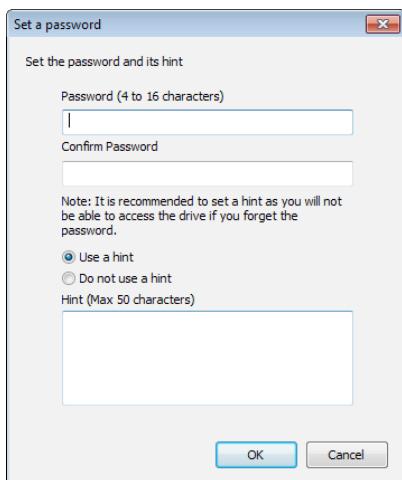 Set a password
Set the password and its hint
Password (4 to 16 characters)
Confirm Password
Note: It is recommended to set a hint as you will not
be able to access the drive if you forget the
password.
Use a hint
Do not use a hint
Hint (Max 50 characters)
OK Cancel